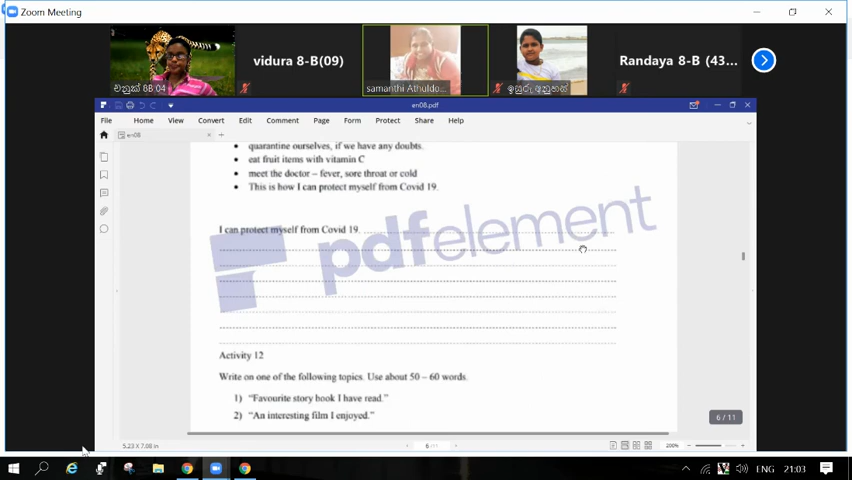 Zoom Meeting
vidura 8-B(09)
Randaya 8-B (43...
චනුක් 8B 04
samanthi Athuldo...
ඉසුරු අනුහස්
en08.pdf
File Home View Convert Edit Comment Page Form Protect Share Help
en08
quarantine ourselves, if we have any doubts.
eat fruit items with vitamin C
meet the doctor – fever, sore throat or cold
This is how I can protect myself from Covid 19.
I can protect myself from Covid 19.
pdfelement
Activity 12
Write on one of the following topics. Use about 50 – 60 words.
1) “Favourite story book I have read.”
2) “An interesting film I enjoyed.”
6 / 11
5.23 x 7.08 in
6 /11
200%
ENG 21:03